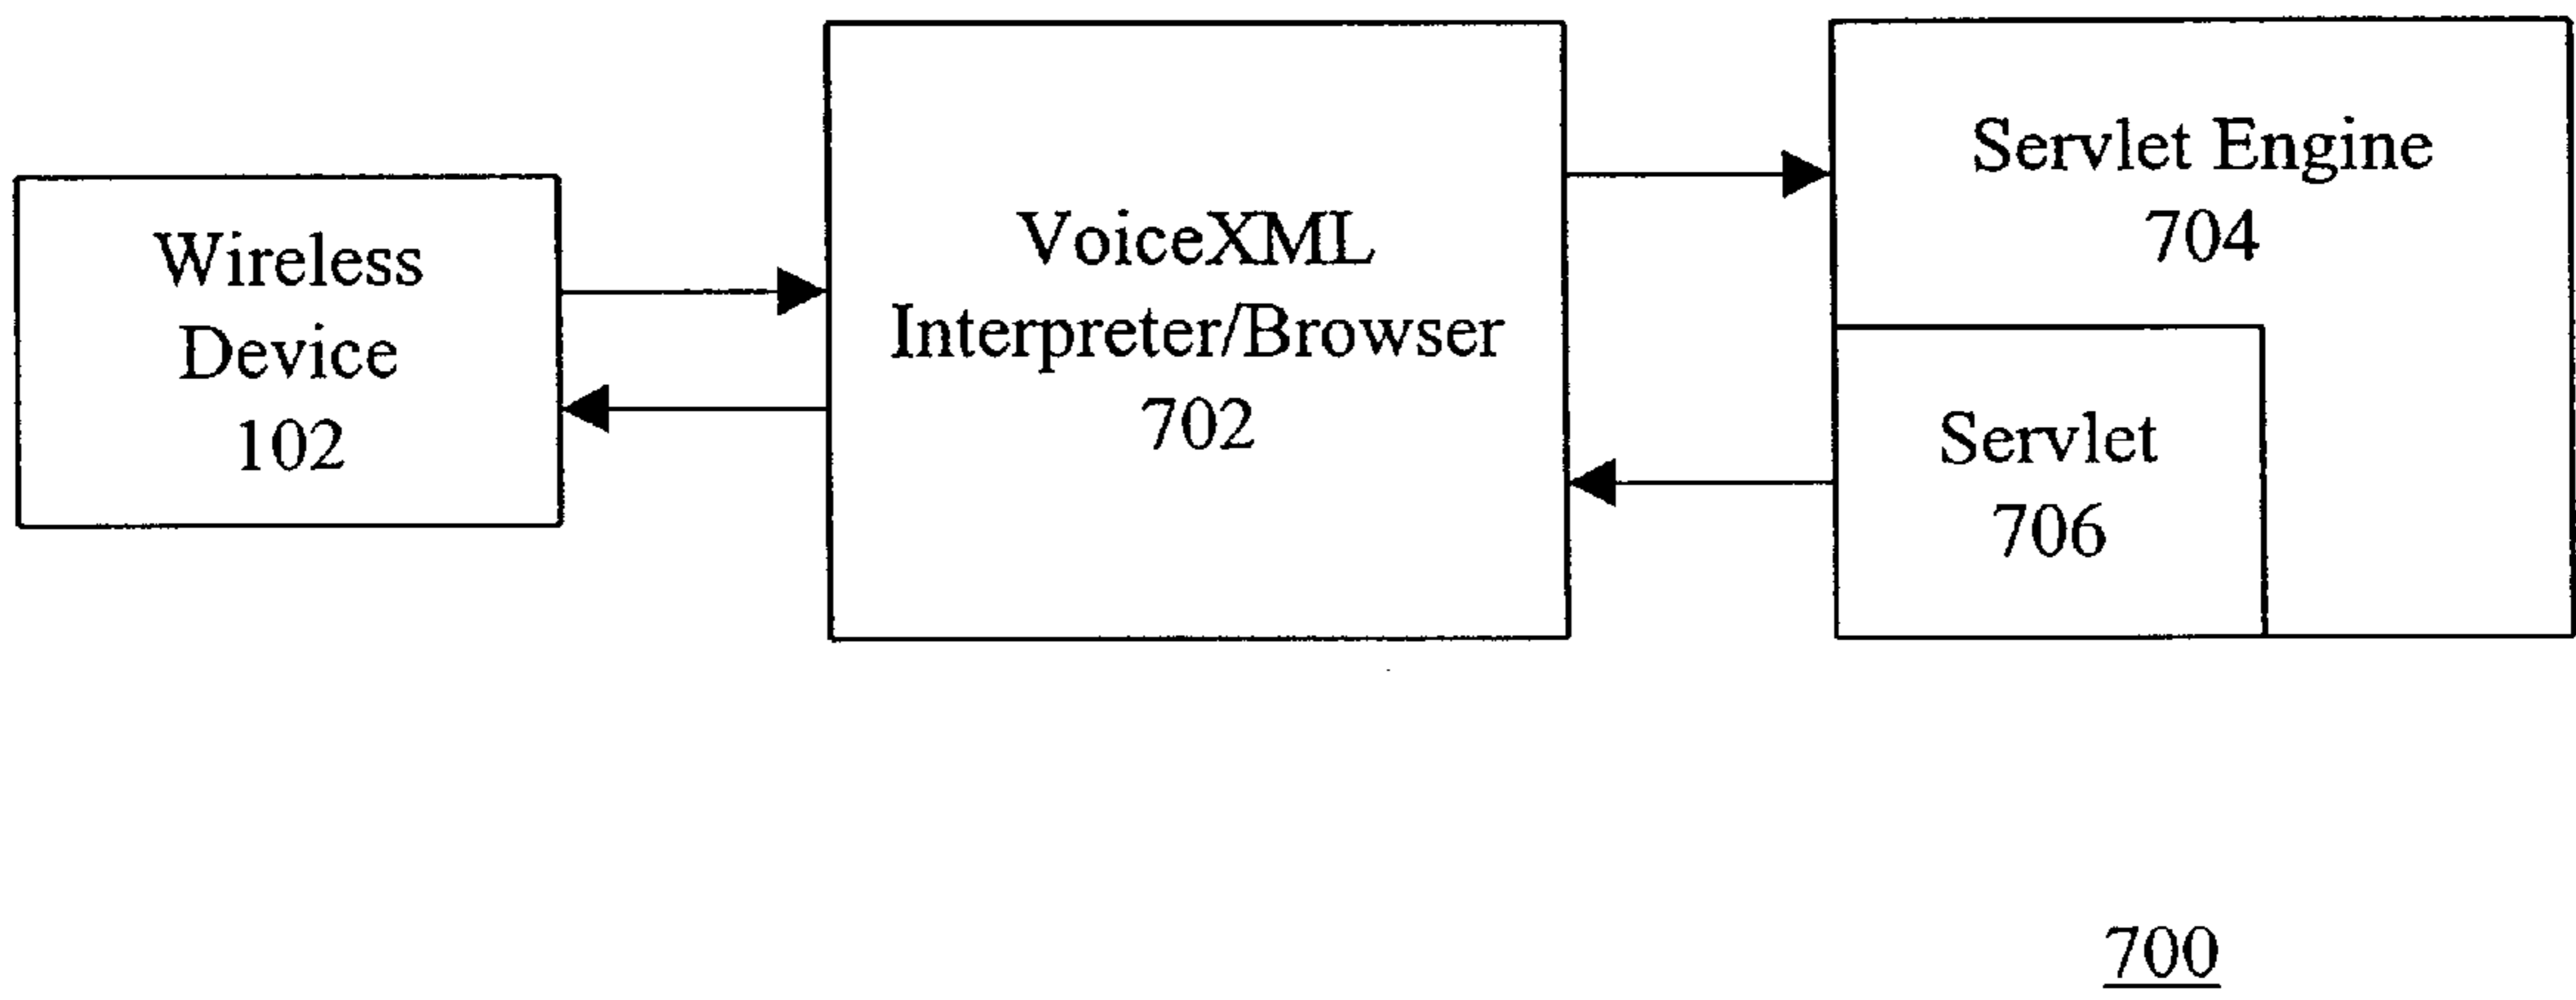 Wireless
Device
102
VoiceXML
Interpreter/Browser
702
Servlet Engine
704
Servlet
706
700